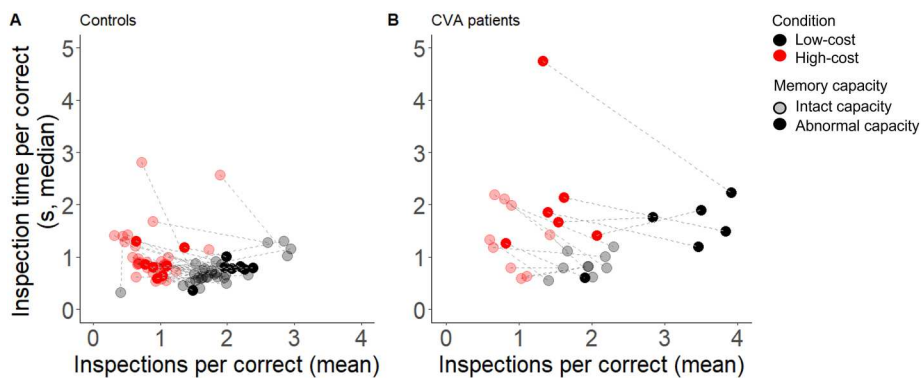 A Controls
B CVA patients
Condition
Low-cost
High-cost
Memory capacity
Intact capacity
Abnormal capacity
Inspection time per correct
(s, median)
5
4
3
2
1
0
0 1 2 3 4
Inspections per correct (mean)
5
4
3
2
1
0
0 1 2 3 4
Inspections per correct (mean)